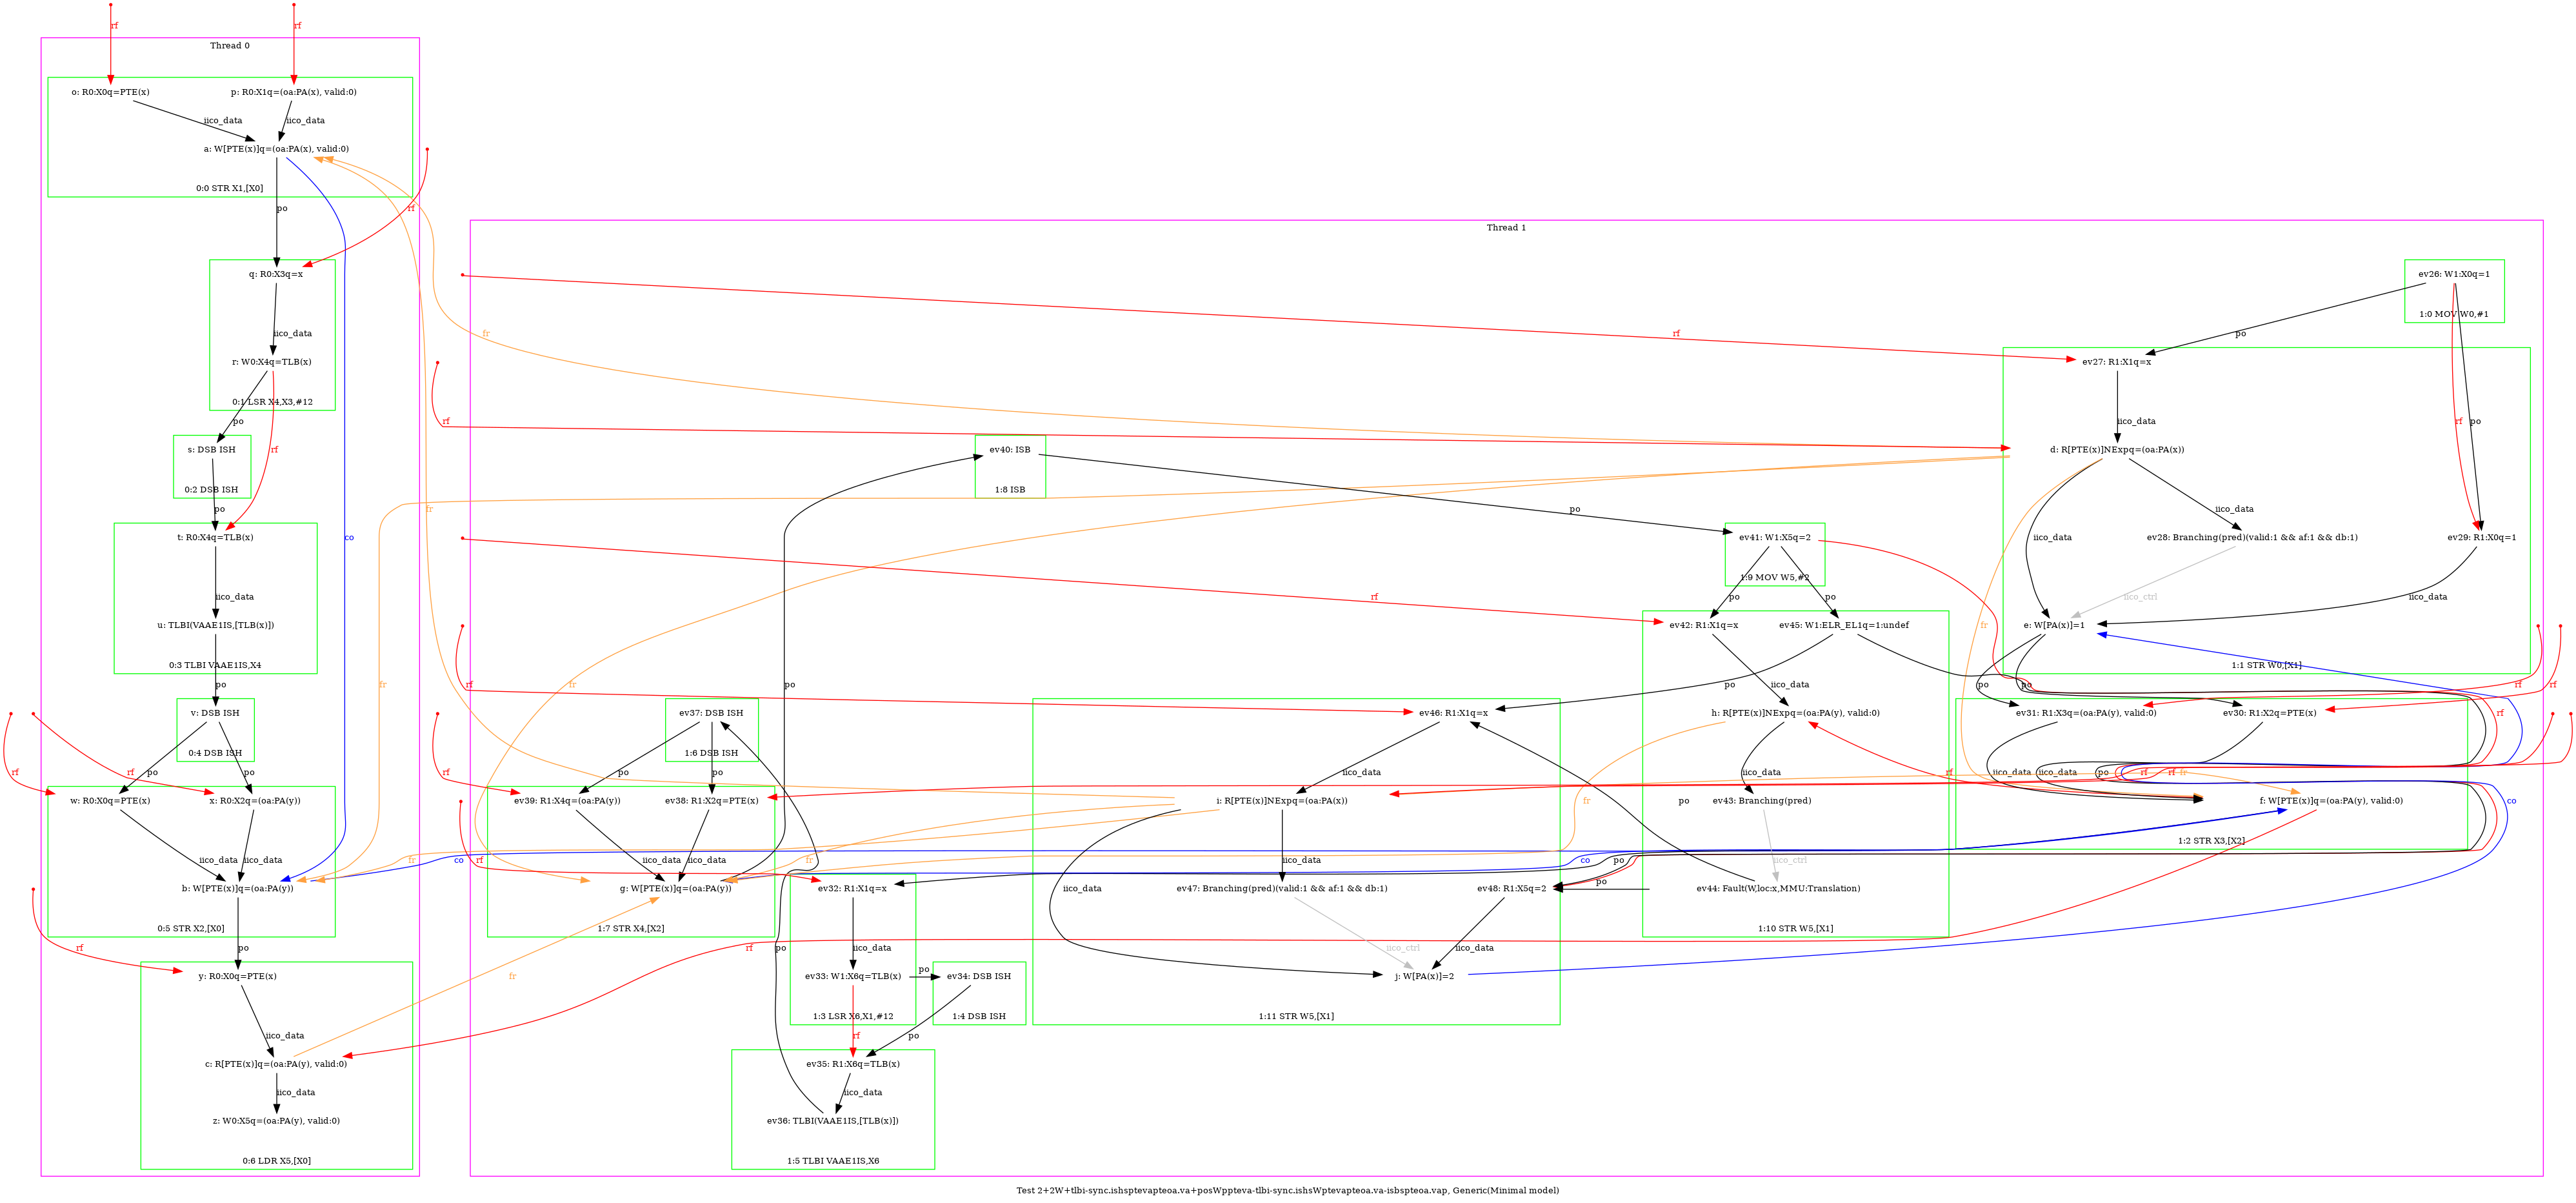 rf
rf
Thread 0
o: R0:X0q=PTE(x)
p: R0:X1q=(oa:PA(x), valid:0)
iico_data
iico_data
a: W[PTE(x)]q=(oa:PA(x), valid:0)
0:0 STR X1,[X0]
po
rf
q: R0:X3q=x
iico_data
r: W0:X4q=TLB(x)
0:1 LSR X4,X3,#12
po
rf
s: DSB ISH
0:2 DSB ISH
po
co
t: R0:X4q=TLB(x)
iico_data
u: TLBI(VAAE1IS,[TLB(x)])
0:3 TLBI VAAE1IS,X4
po
fr
v: DSB ISH
0:4 DSB ISH
rf
rf
po
po
w: R0:X0q=PTE(x)
x: R0:X2q=(oa:PA(y))
iico_data
iico_data
fr
b: W[PTE(x)]q=(oa:PA(y))
co
0:5 STR X2,[X0]
rf
po
y: R0:X0q=PTE(x)
iico_data
c: R[PTE(x)]q=(oa:PA(y), valid:0)
iico_data
z: W0:X5q=(oa:PA(y), valid:0)
0:6 LDR X5,[X0]
Thread 1
ev26: W1:X0q=1
1:0 MOV W0,#1
fr
rf
po
ev27: R1:X1q=x
iico_data
rf
rf
po
d: R[PTE(x)]NExpq=(oa:PA(x))
iico_data
iico_data
ev28: Branching(pred)(valid:1 && af:1 && db:1)
ev29: R1:X0q=1
iico_ctrl
iico_data
fr
e: W[PA(x)]=1
1:1 STR W0,[X1]
ev40: ISB
1:8 ISB
fr
po
ev41: W1:X5q=2
1:9 MOV W5,#2
rf
po
po
ev42: R1:X1q=x
ev45: W1:ELR_EL1q=1:undef
rf
fr
po
iico_data
po
po
rf
rf
ev37: DSB ISH
1:6 DSB ISH
ev46: R1:X1q=x
h: R[PTE(x)]NExpq=(oa:PA(y), valid:0)
ev31: R1:X3q=(oa:PA(y), valid:0)
ev30: R1:X2q=PTE(x)
rf
rf
po
po
po
iico_data
iico_data
rf
iico_data
iico_data
po
rf
rf
fr
ev39: R1:X4q=(oa:PA(y))
ev38: R1:X2q=PTE(x)
i: R[PTE(x)]NExpq=(oa:PA(x))
fr
po
ev43: Branching(pred)
f: W[PTE(x)]q=(oa:PA(y), valid:0)
co
1:2 STR X3,[X2]
rf
iico_data
iico_data
fr
iico_data
co
po
iico_ctrl
g: W[PTE(x)]q=(oa:PA(y))
ev32: R1:X1q=x
iico_data
ev47: Branching(pred)(valid:1 && af:1 && db:1)
ev48: R1:X5q=2
po
ev44: Fault(W,loc:x,MMU:Translation)
1:7 STR X4,[X2]
1:10 STR W5,[X1]
rf
po
iico_data
iico_ctrl
iico_data
fr
ev33: W1:X6q=TLB(x)
po
ev34: DSB ISH
j: W[PA(x)]=2
1:3 LSR X6,X1,#12
1:4 DSB ISH
1:11 STR W5,[X1]
rf
po
ev35: R1:X6q=TLB(x)
iico_data
ev36: TLBI(VAAE1IS,[TLB(x)])
1:5 TLBI VAAE1IS,X6
Test 2+2W+tlbi-sync.ishsptevapteoa.va+posWppteva-tlbi-sync.ishsWptevapteoa.va-isbspteoa.vap, Generic(Minimal model)